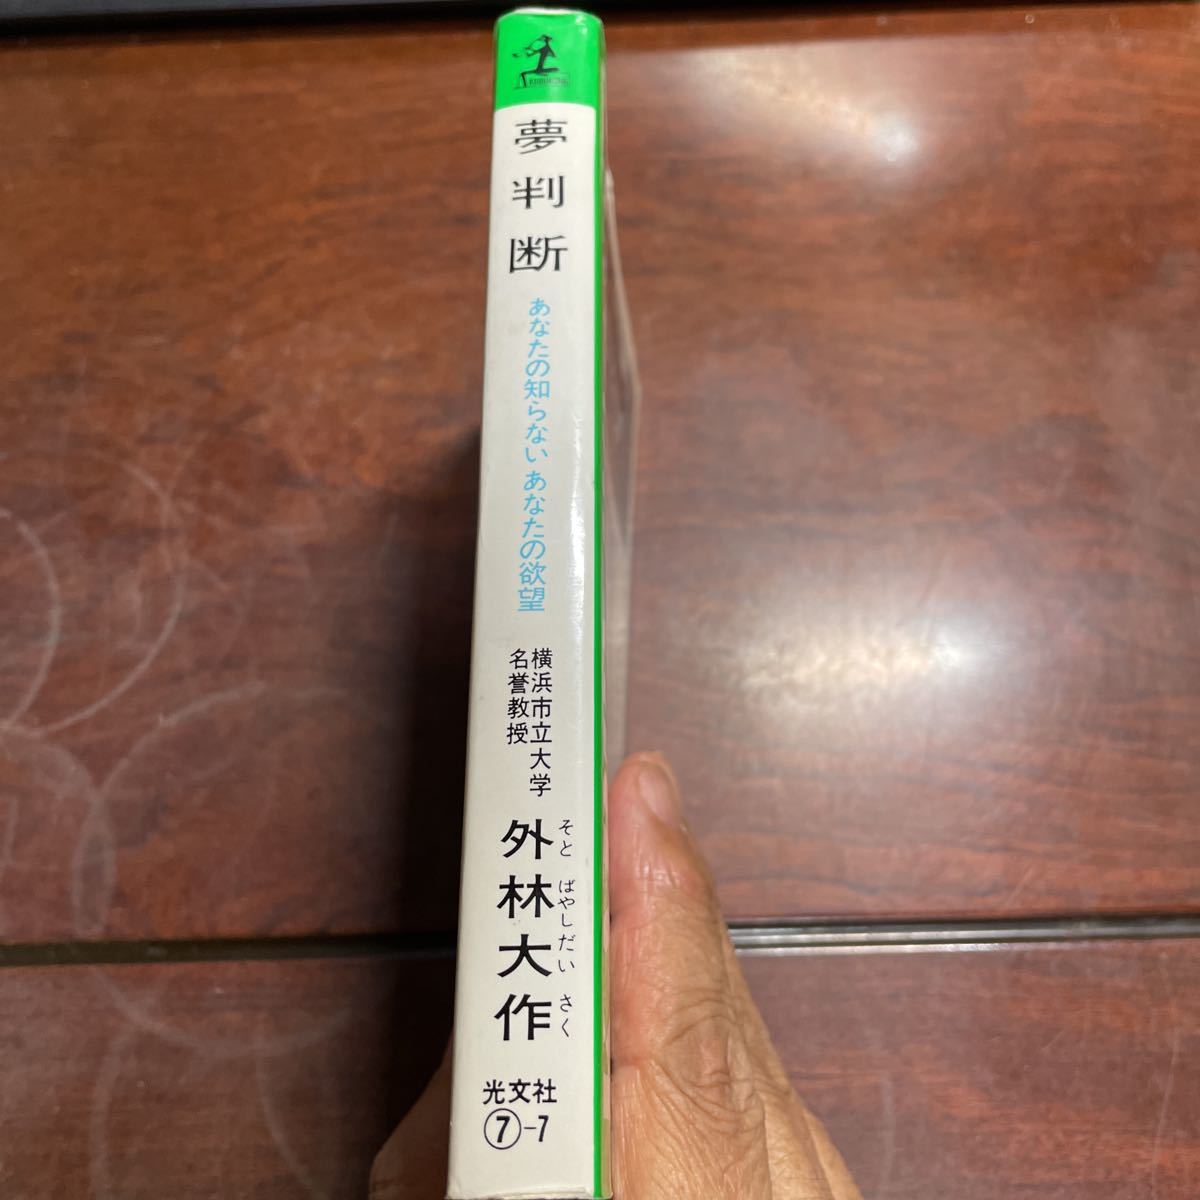 夢判断
あなたの知らないあなたの欲望
横浜市立大学
名誉教授
外林大作
そとばやしだいさく
光文社
⑦-7